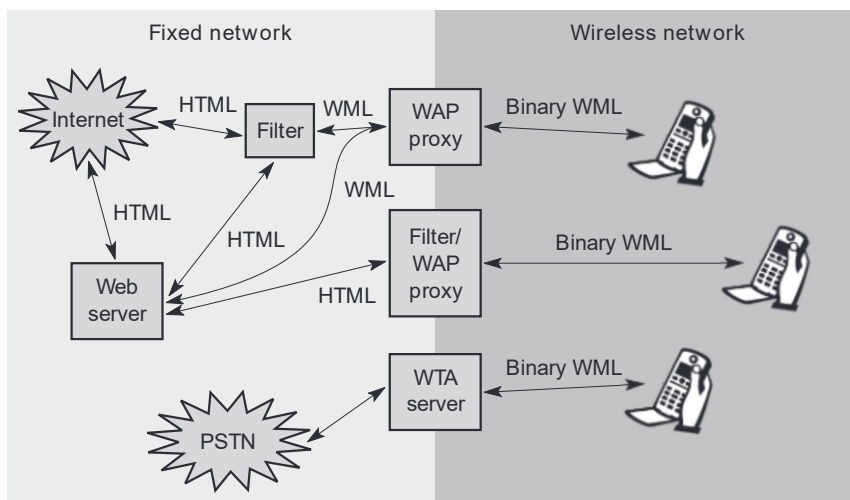 Fixed network
Wireless network
Internet
HTML
Filter
WML
WAP
proxy
Binary WML
HTML
HTML
WML
Web
server
HTML
Filter/
WAP
proxy
Binary WML
PSTN
WTA
server
Binary WML